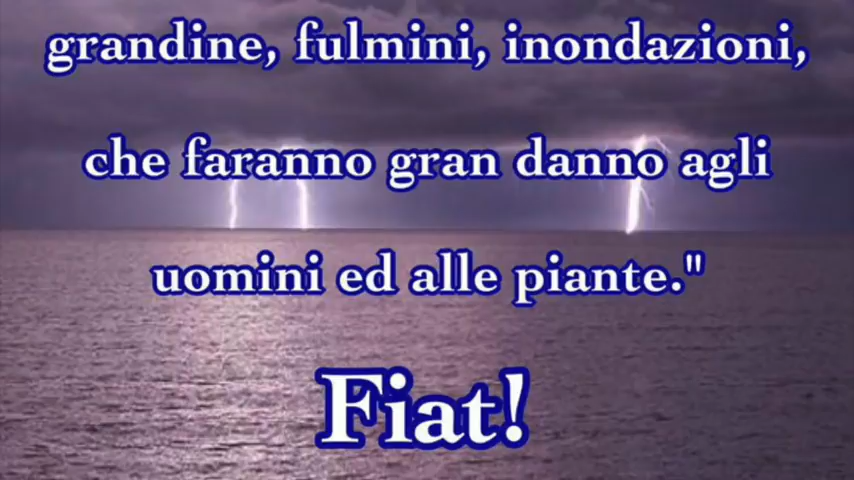 grandine, fulmini, inondazioni,
che faranno gran danno agli
uomini ed alle piante."
Fiat!